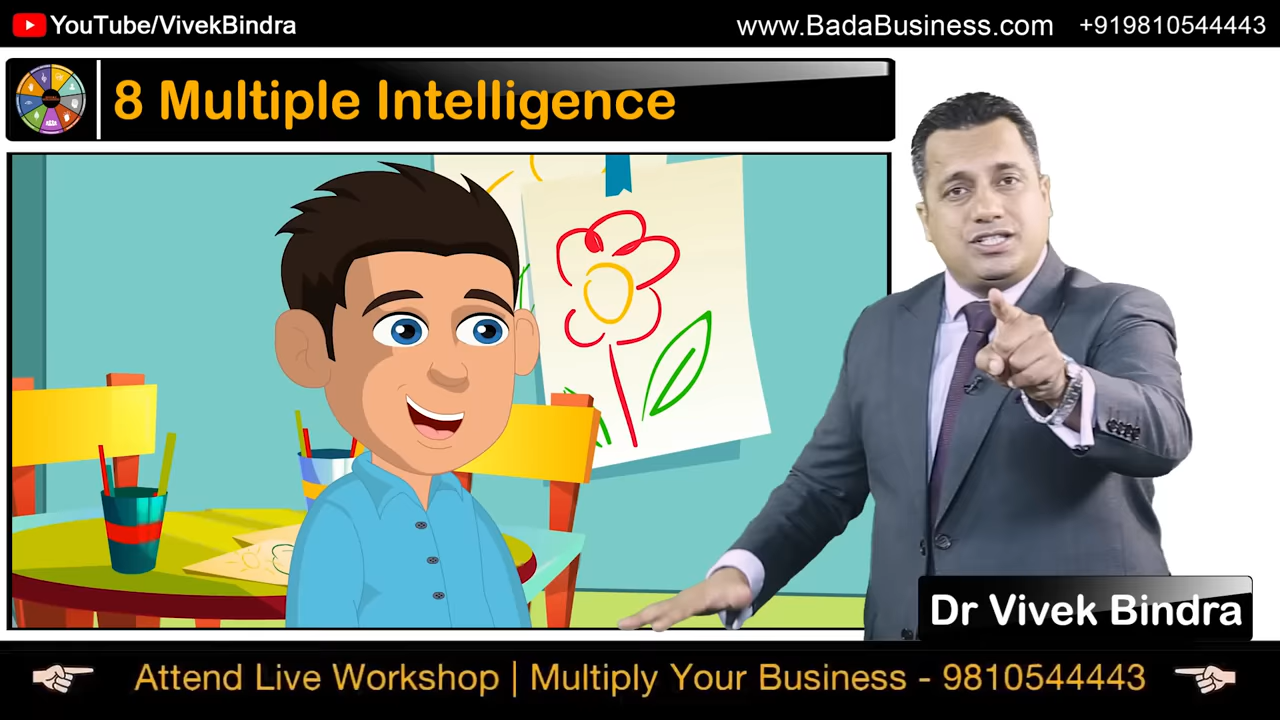 YouTube/VivekBindra
www.BadaBusiness.com +919810544443
8 Multiple Intelligence
Dr Vivek Bindra
Attend Live Workshop | Multiply Your Business - 9810544443